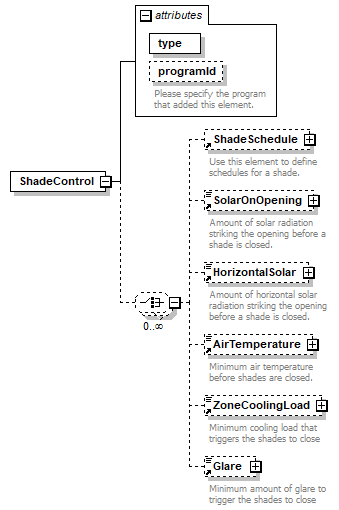 attributes
type
programId
Please specify the program
that added this element.
ShadeControl
0..∞
ShadeSchedule
Use this element to define
schedules for a shade.
SolarOnOpening
Amount of solar radiation
striking the opening before a
shade is closed.
HorizontalSolar
Amount of horizontal solar
radiation striking the opening
before a shade is closed.
AirTemperature
Minimum air temperature
before shades are closed.
ZoneCoolingLoad
Minimum cooling load that
triggers the shades to close
Glare
Minimum amount of glare to
trigger the shades to close